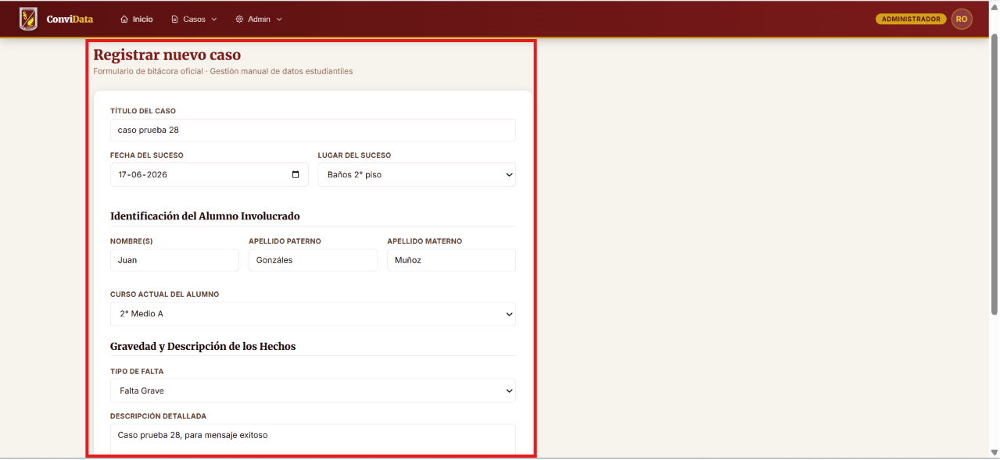 ConviData Inicio Casos Admin ADMINISTRADOR RO
Registrar nuevo caso
Formulario de bitácora oficial · Gestión manual de datos estudiantiles
TÍTULO DEL CASO
caso prueba 28
FECHA DEL SUCESO LUGAR DEL SUCESO
17-06-2026 Baños 2° piso
Identificación del Alumno Involucrado
NOMBRE(S) APELLIDO PATERNO APELLIDO MATERNO
Juan Gonzáles Muñoz
CURSO ACTUAL DEL ALUMNO
2° Medio A
Gravedad y Descripción de los Hechos
TIPO DE FALTA
Falta Grave
DESCRIPCIÓN DETALLADA
Caso prueba 28, para mensaje exitoso